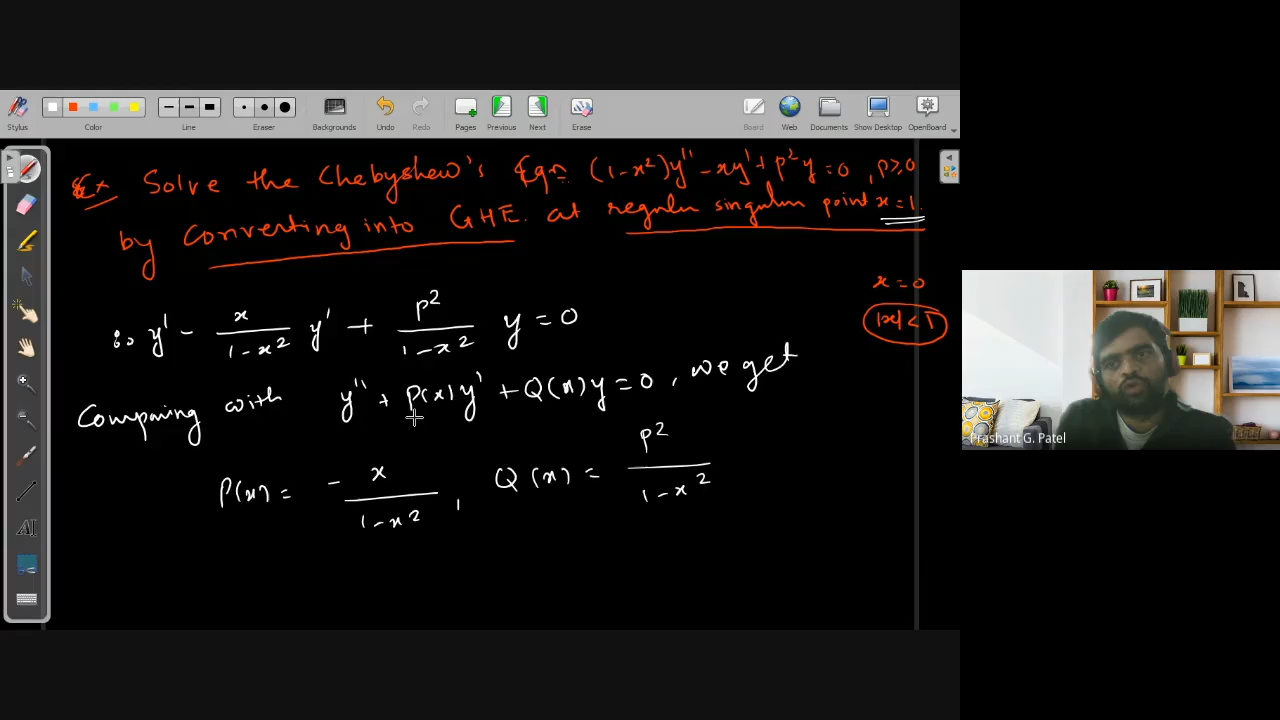 Stylus Color Line Eraser Backgrounds Undo Redo Pages Previous Next Erase Board Web Documents Show Desktop OpenBoard
Ex Solve the Chebyshew's Eqn: (1-x²)y'' - xy' + p²y = 0, p ≥ 0
by converting into GHE. at regular singular point x = 1.
x = 0
|x| < 1
∴ y' - x/(1-x²) y' + p²/(1-x²) y = 0
Comparing with y'' + P(x)y' + Q(x)y = 0, we get
P(x) = - x/(1-x²), Q(x) = p²/(1-x²)
Prashant G. Patel